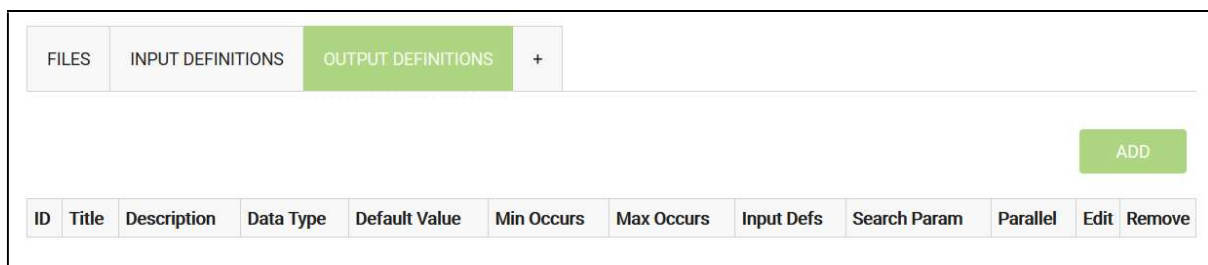 FILES INPUT DEFINITIONS OUTPUT DEFINITIONS +
ADD
ID Title Description Data Type Default Value Min Occurs Max Occurs Input Defs Search Param Parallel Edit Remove